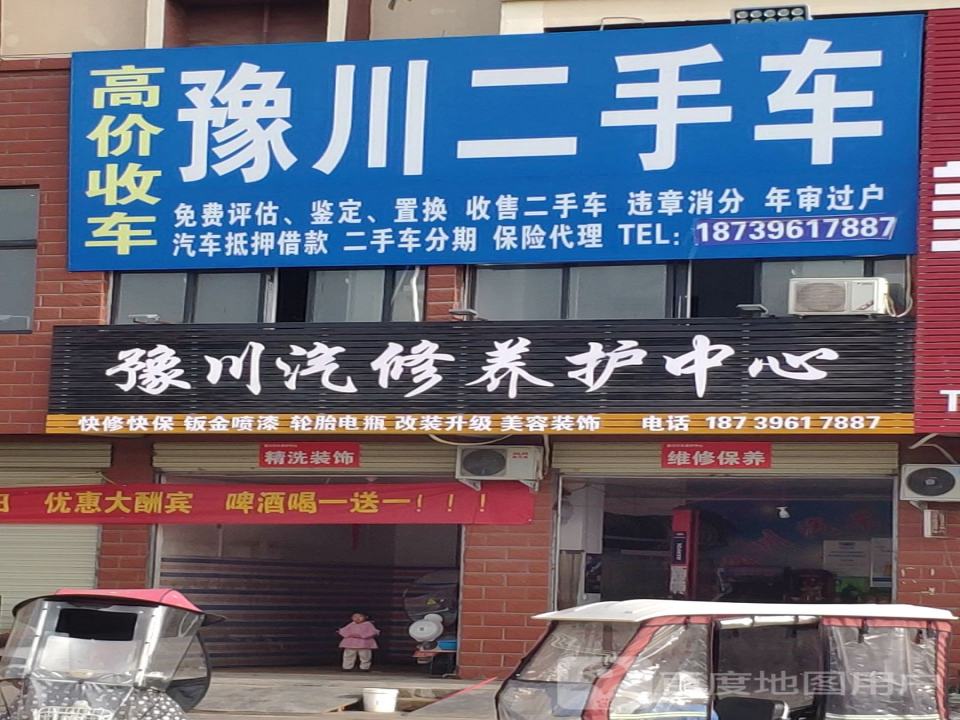 高价收车
豫川二手车
免费评估、鉴定、置换 收售二手车 违章消分 年审过户
汽车抵押借款 二手车分期 保险代理 TEL: 18739617887
豫川汽修养护中心
快修快保 钣金喷漆 轮胎电瓶 改装升级 美容装饰 电话 18739617887
精洗装饰
维修保养
优惠大酬宾 啤酒喝一送一！！！